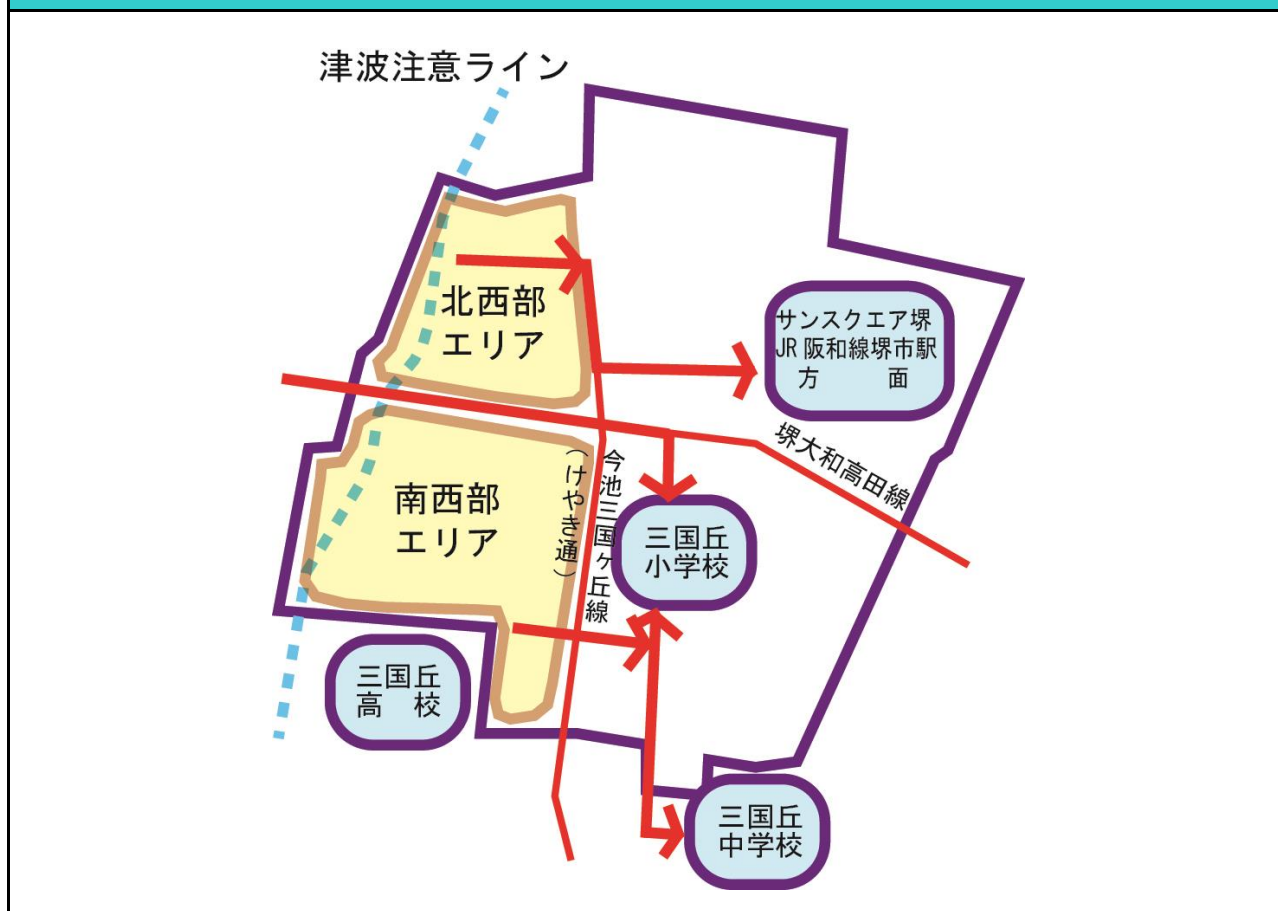 津波注意ライン
北西部
エリア
サンスクエア堺
JR阪和線堺市駅
方面
堺大和高田線
今池三国ヶ丘線
(けやき通)
南西部
エリア
三国丘
小学校
三国丘
高校
三国丘
中学校